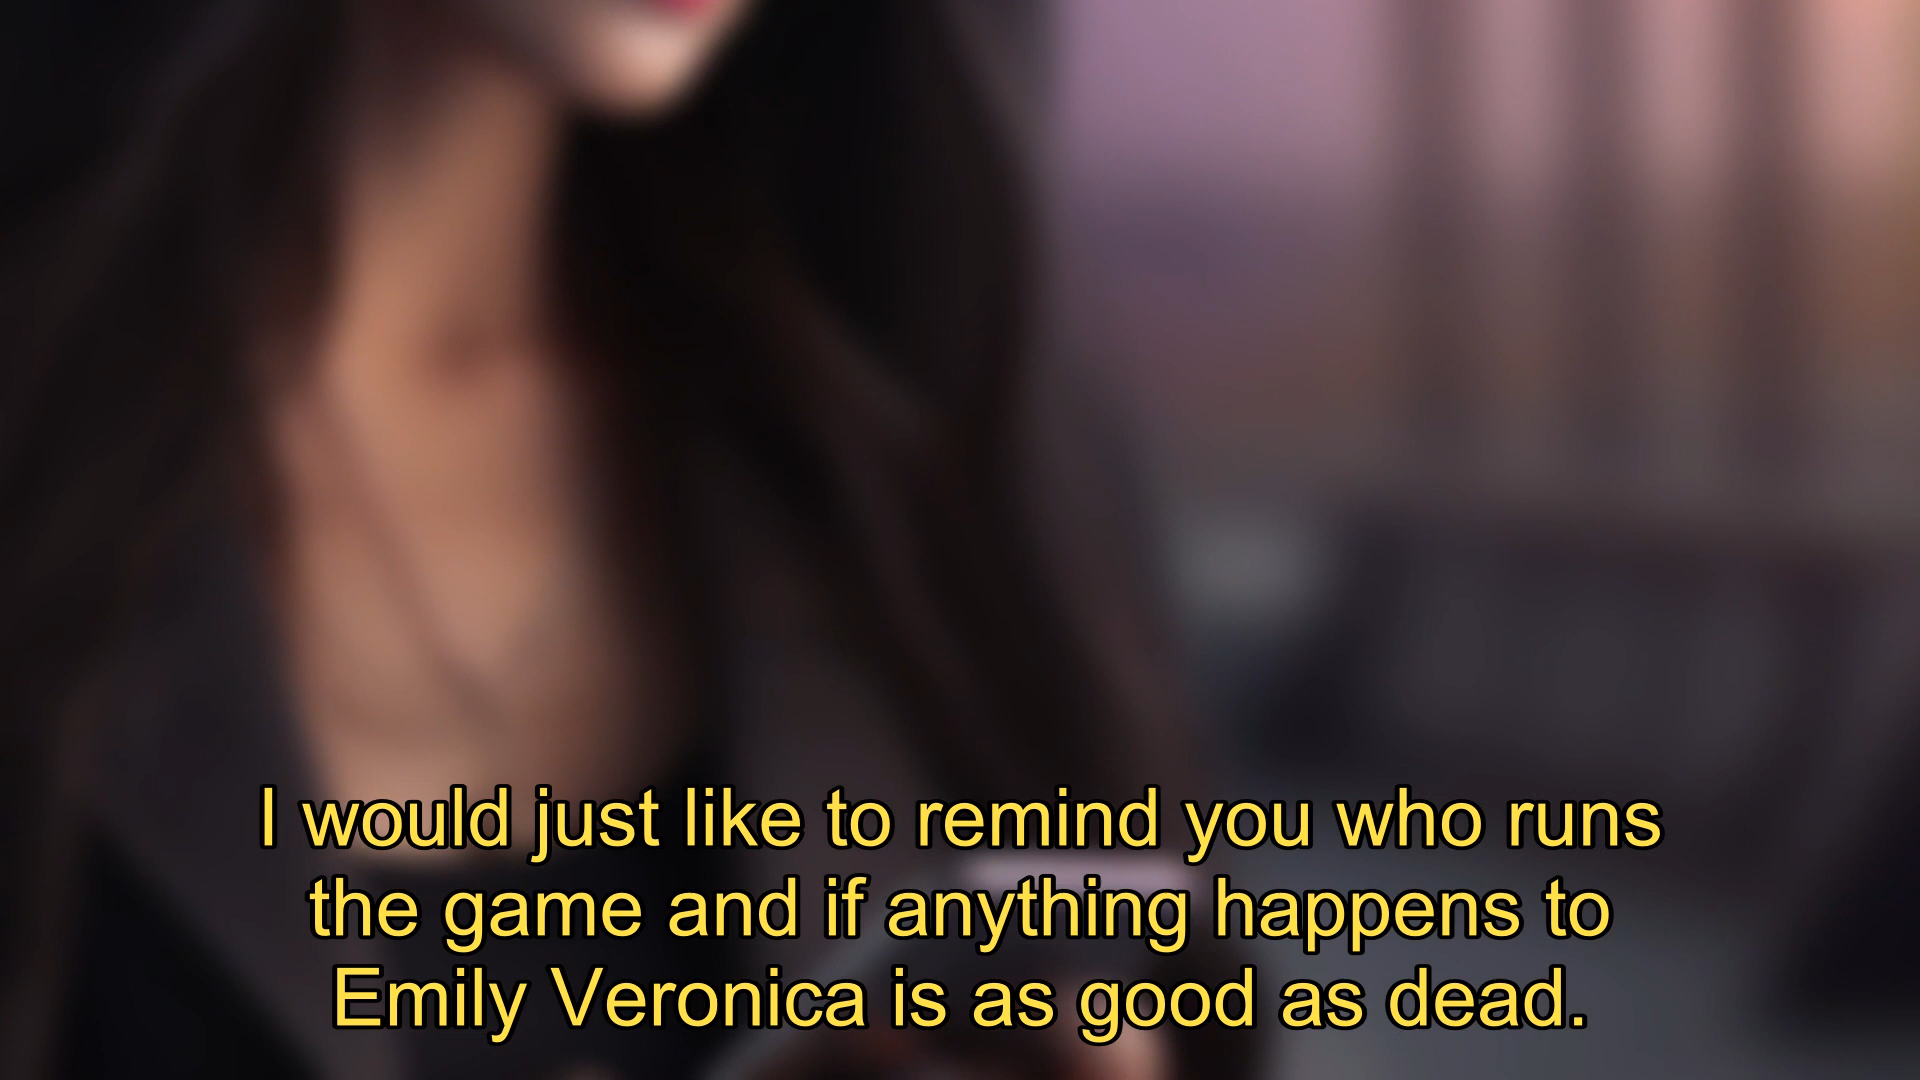 I would just like to remind you who runs
the game and if anything happens to
Emily Veronica is as good as dead.